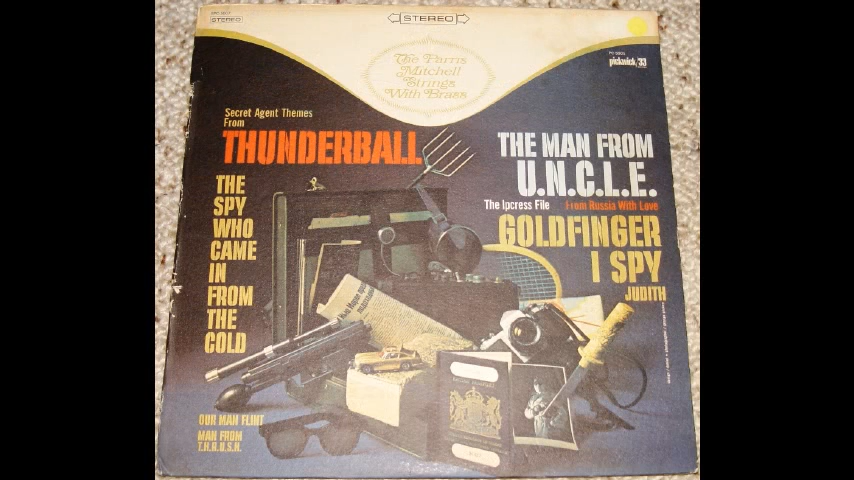 STEREO
STEREO
The Parris
Mitchell
Strings
With Brass
pickwick/33
Secret Agent Themes
From
THUNDERBALL
THE
SPY
WHO
CAME
IN
FROM
THE
COLD
THE MAN FROM
U.N.C.L.E.
The Ipcress File
From Russia With Love
GOLDFINGER
I SPY
JUDITH
OUR MAN FLINT
MAN FROM
T.H.R.U.S.H.